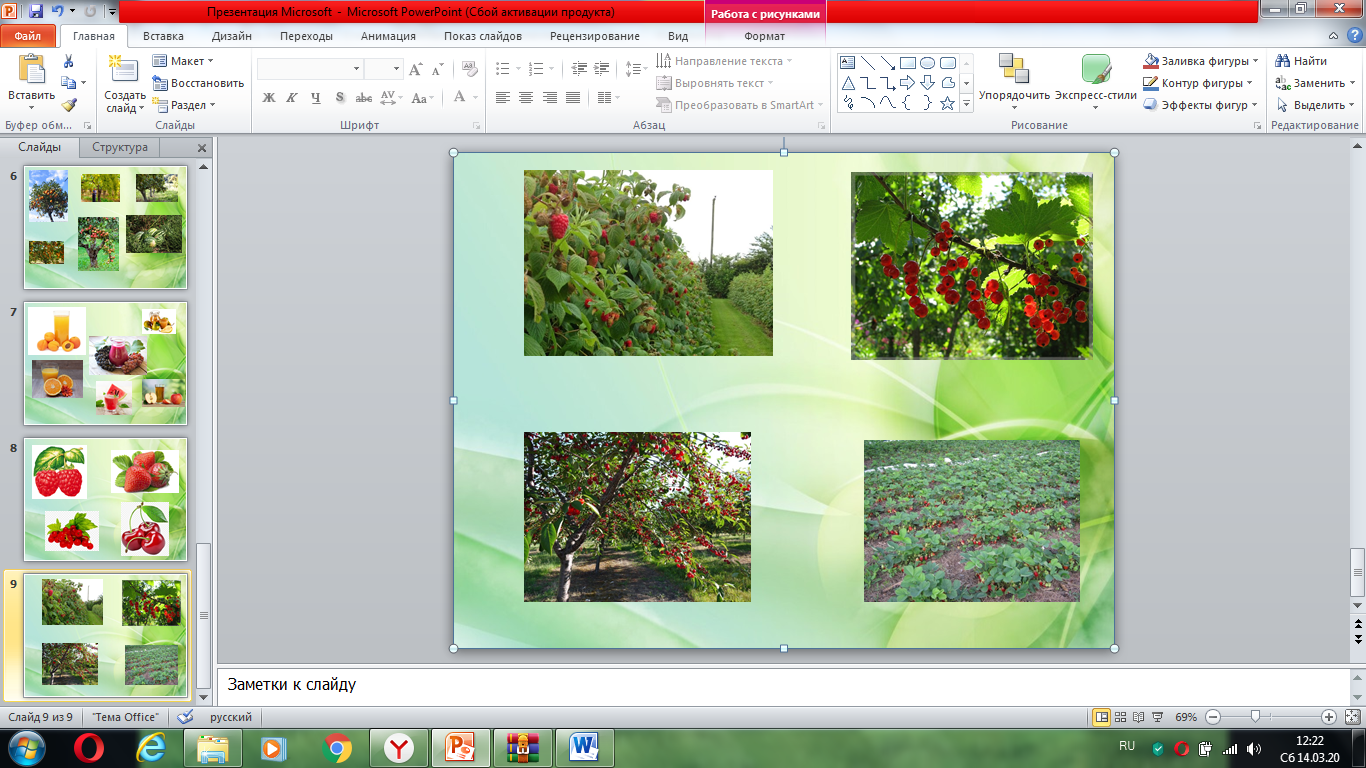 Презентация Microsoft - Microsoft PowerPoint (Сбой активации продукта)
Работа с рисунками
Файл Главная Вставка Дизайн Переходы Анимация Показ слайдов Рецензирование Вид Формат
Вставить
Буфер обм...
Создать слайд
Макет
Восстановить
Раздел
Слайды
Ж К Ч S abc AV Aa A
Шрифт
Направление текста
Выровнять текст
Преобразовать в SmartArt
Абзац
Упорядочить
Экспресс-стили
Заливка фигуры
Контур фигуры
Эффекты фигур
Рисование
Найти
Заменить
Выделить
Редактирование
Слайды Структура
6
7
8
9
Заметки к слайду
Слайд 9 из 9 "Тема Office" русский 69%
RU
12:22
Сб 14.03.20